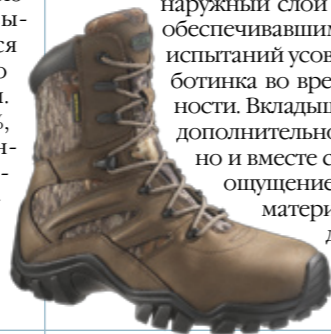 наружный слой
обеспечивавшим
испытаний усов
ботинка во вре
ности. Вкладыш
дополнительно
но и вместе с
ощущение
матери